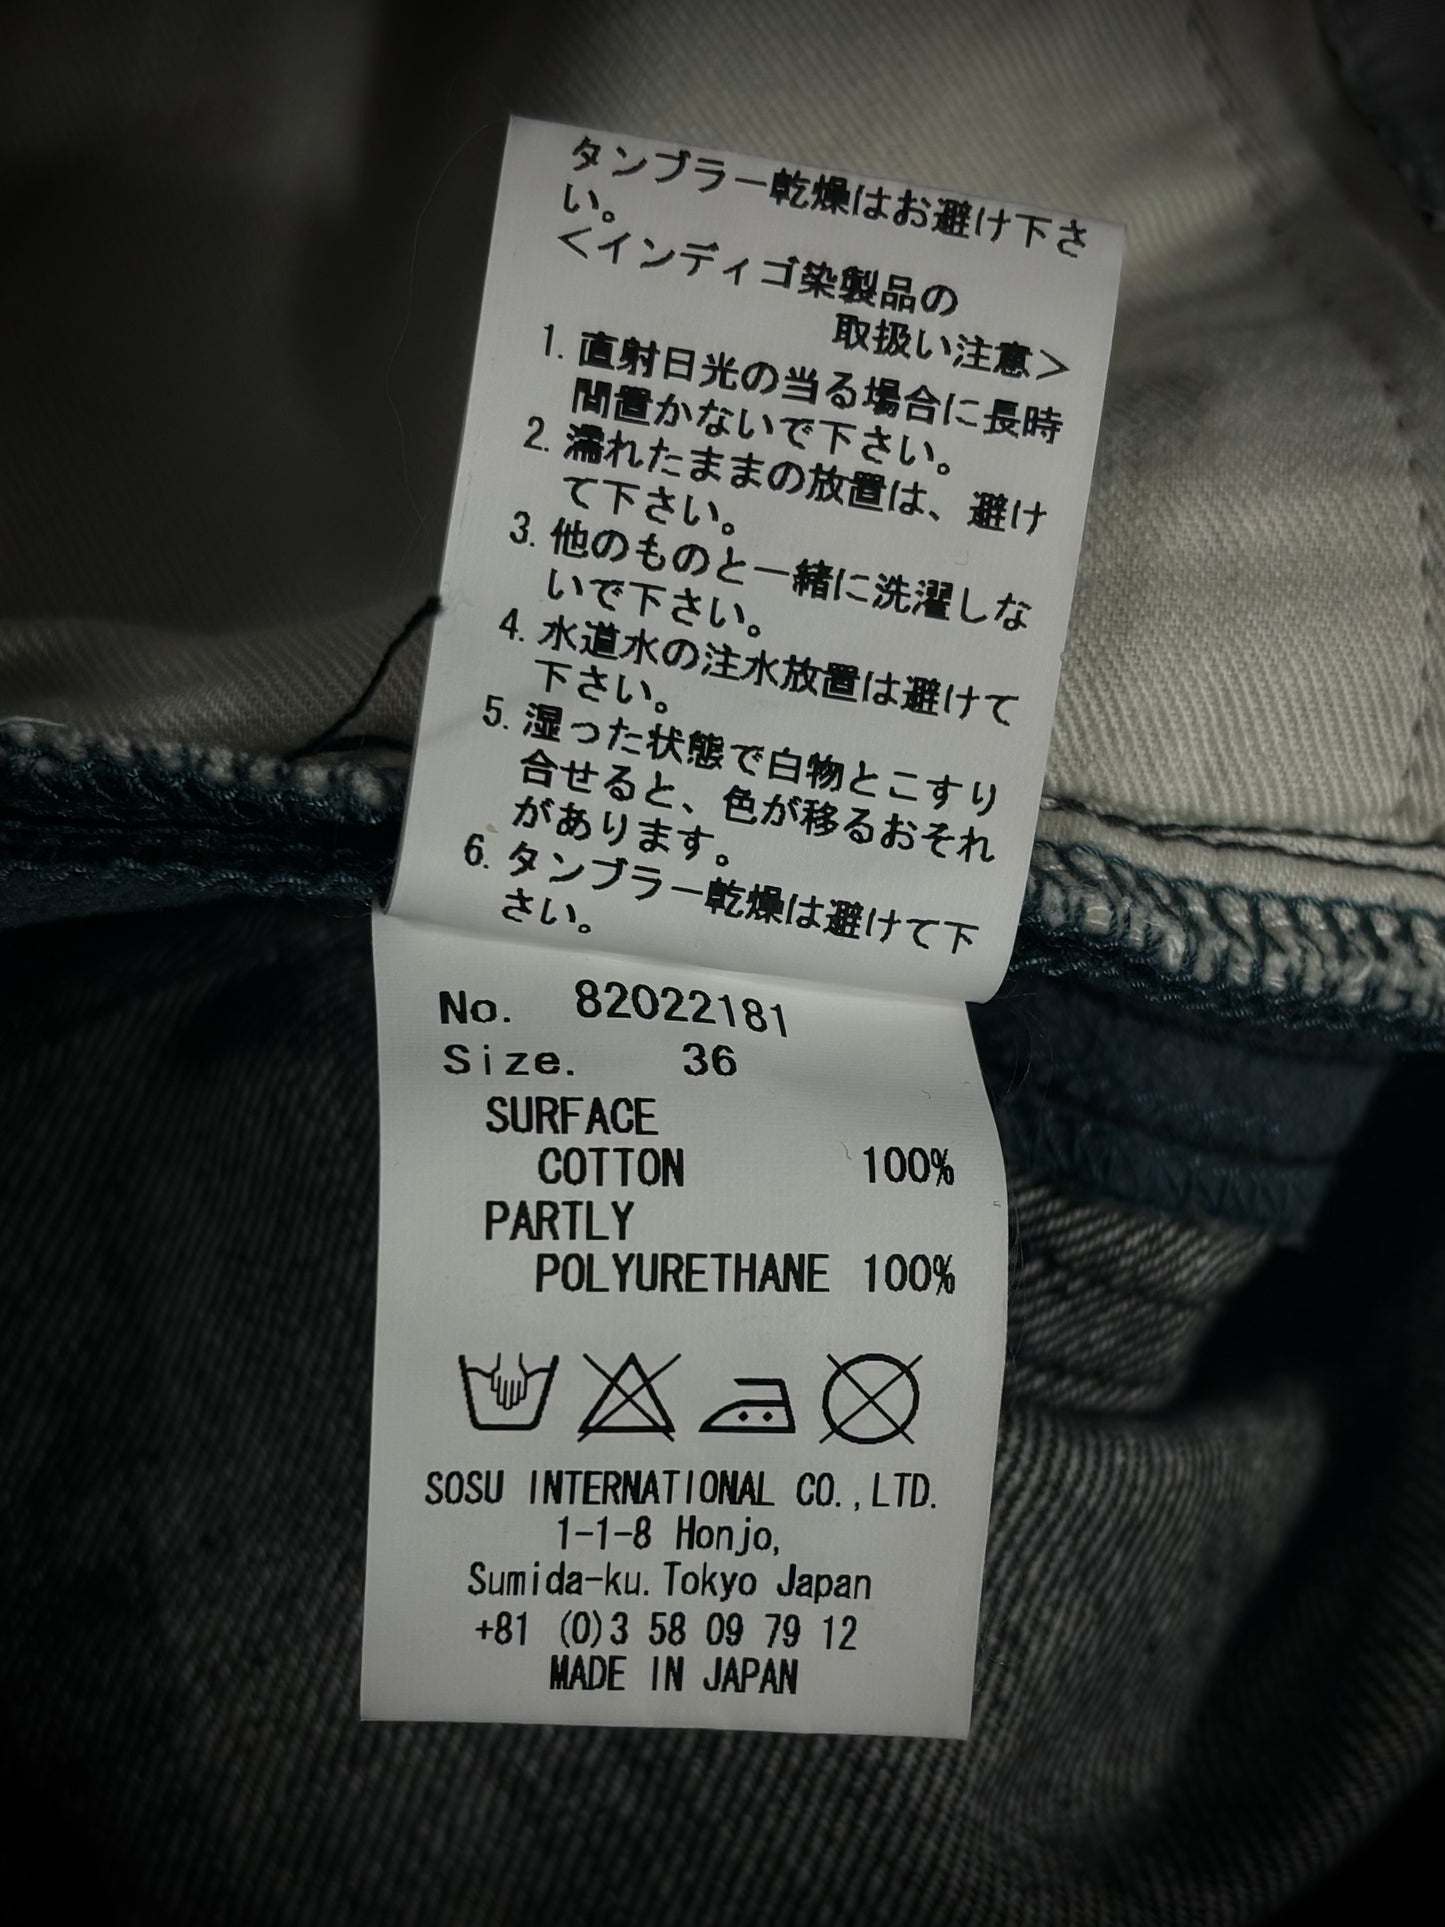 タンブラー乾燥はお避け下さ
い。
＜インディゴ染製品の
取扱い注意＞
1. 直射日光の当る場合に長時
間置かないで下さい。
2. 濡れたままの放置は、避け
て下さい。
3. 他のものと一緒に洗濯しな
いで下さい。
4. 水道水の注水放置は避けて
下さい。
5. 湿った状態で白物とこすり
合せると、色が移るおそれ
があります。
6. タンブラー乾燥は避けて下
さい。
No. 82022181
Size. 36
SURFACE
COTTON 100%
PARTLY
POLYURETHANE 100%
SOSU INTERNATIONAL CO.,LTD.
1-1-8 Honjo,
Sumida-ku. Tokyo Japan
+81 (0)3 58 09 79 12
MADE IN JAPAN